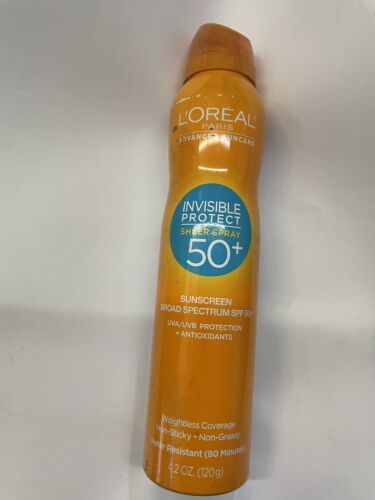 L'ORÉAL
PARIS
ADVANCED SUNCARE
INVISIBLE
PROTECT
SHEER SPRAY
50+
SUNSCREEN
BROAD SPECTRUM SPF 50+
UVA/UVB PROTECTION
+ ANTIOXIDANTS
Weightless Coverage
Non-Sticky • Non-Greasy
Water Resistant (80 Minutes)
4.2 OZ. (120g)